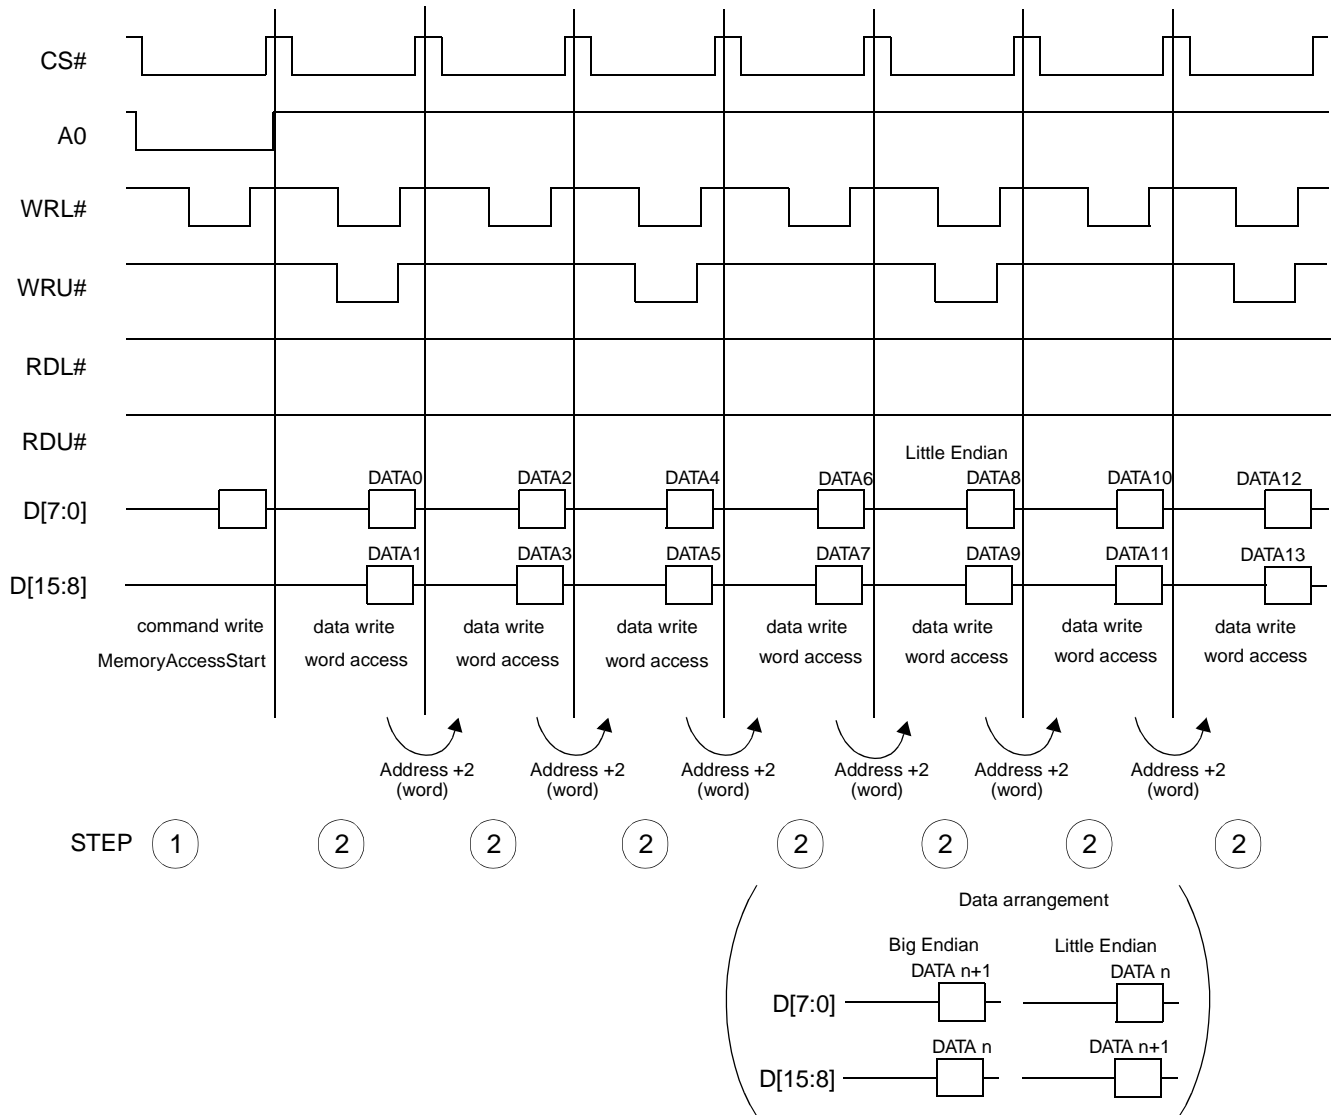 CS#
A0
WRL#
WRU#
RDL#
RDU#
Little Endian
DATA0 DATA2 DATA4 DATA6 DATA8 DATA10 DATA12
D[7:0]
DATA1 DATA3 DATA5 DATA7 DATA9 DATA11 DATA13
D[15:8]
command write data write data write data write data write data write data write data write
MemoryAccessStart word access word access word access word access word access word access word access
Address +2 Address +2 Address +2 Address +2 Address +2 Address +2
(word) (word) (word) (word) (word) (word)
STEP 1 2 2 2 2 2 2 2
Data arrangement
Big Endian Little Endian
DATA n+1 DATA n
D[7:0]
DATA n DATA n+1
D[15:8]